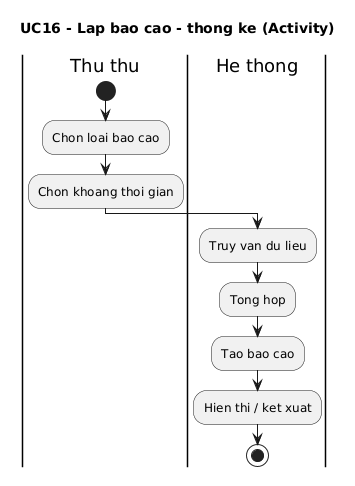 UC16 - Lap bao cao - thong ke (Activity)
Thu thu
He thong
Chon loai bao cao
Chon khoang thoi gian
Truy van du lieu
Tong hop
Tao bao cao
Hien thi / ket xuat